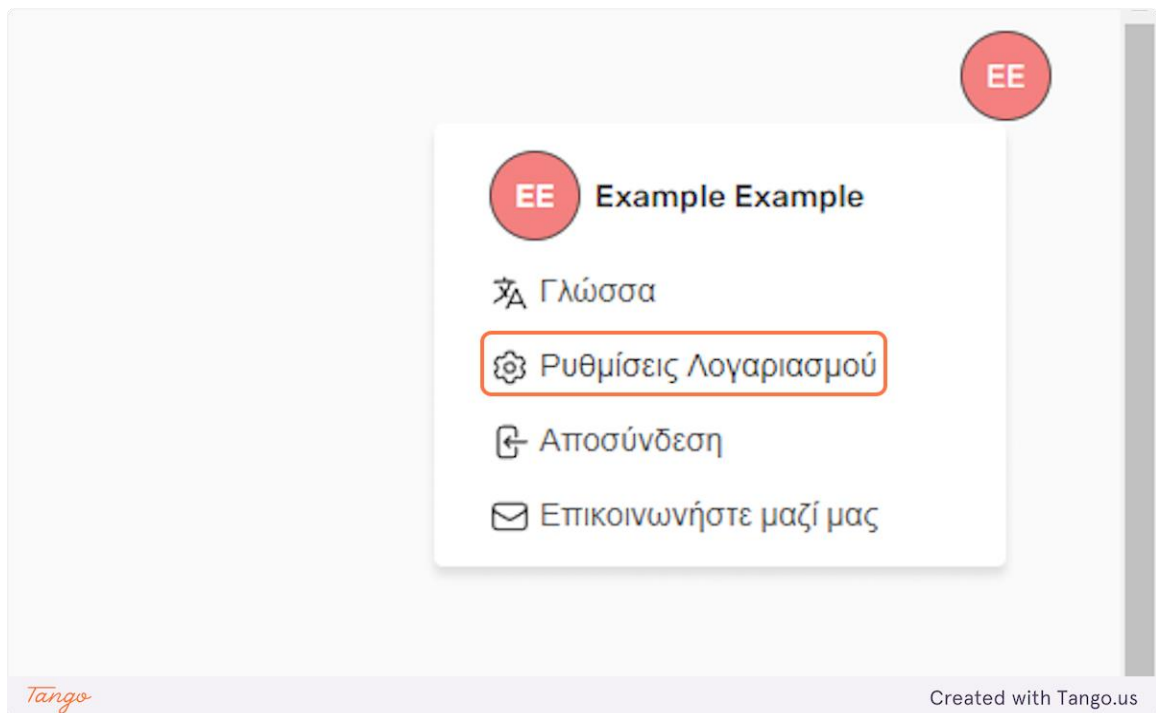 EE
EE Example Example
Γλώσσα
Ρυθμίσεις Λογαριασμού
Αποσύνδεση
Επικοινωνήστε μαζί μας
Tango
Created with Tango.us